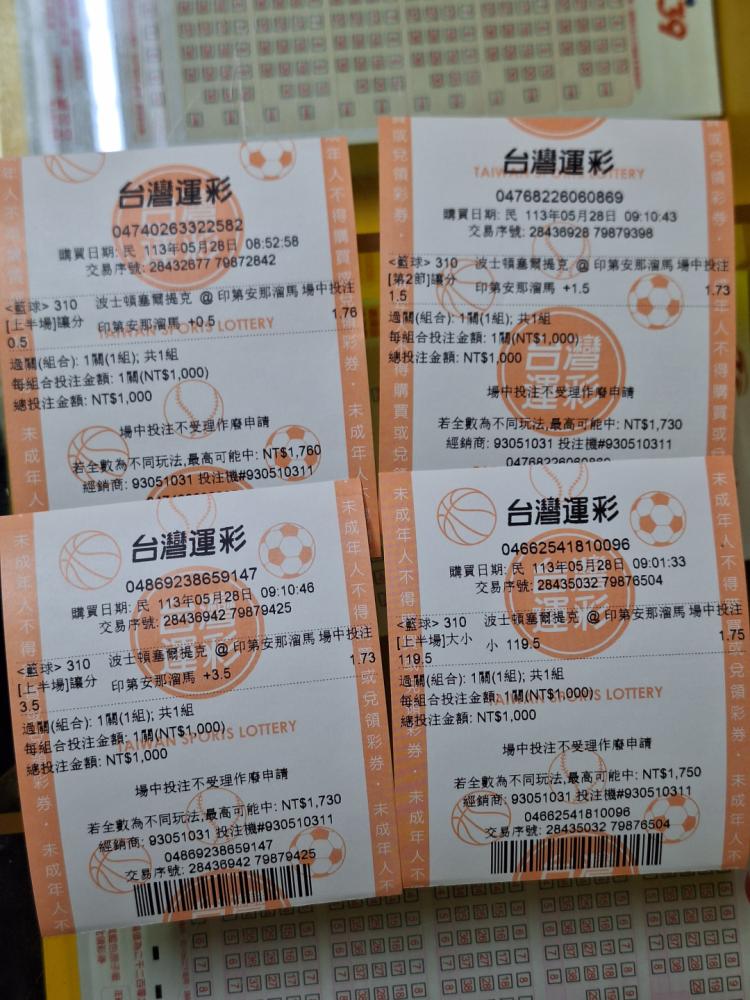 39
台灣運彩
04740263322582
購買日期: 民 113年05月28日 08:52:58
交易序號: 28432677 79872842
<籃球> 310 波士頓塞爾提克 @ 印第安那溜馬 場中投注
[上半場]讓分 印第安那溜馬 +0.5 1.76
0.5
TAIWAN SPORTS LOTTERY
過關(組合): 1關(1組); 共1組
每組合投注金額: 1關(NT$1,000)
總投注金額: NT$1,000
場中投注不受理作廢申請
若全數為不同玩法,最高可能中: NT$1,760
經銷商: 93051031 投注機#930510311
台灣運彩
TAIWAN SPORTS LOTTERY
04768226060869
購買日期: 民 113年05月28日 09:10:43
交易序號: 28436928 79879398
<籃球> 310 波士頓塞爾提克 @ 印第安那溜馬 場中投注
[第2節]讓分 印第安那溜馬 +1.5 1.73
1.5
過關(組合): 1關(1組); 共1組
每組合投注金額: 1關(NT$1,000)
總投注金額: NT$1,000
台灣運彩
場中投注不受理作廢申請
若全數為不同玩法,最高可能中: NT$1,730
經銷商: 93051031 投注機#930510311
04768226060869
台灣運彩
04869238659147
購買日期: 民 113年05月28日 09:10:46
交易序號: 28436942 79879425
<籃球> 310 波士頓塞爾提克 @ 印第安那溜馬 場中投注
[上半場]讓分 印第安那溜馬 +3.5 1.73
3.5
過關(組合): 1關(1組); 共1組
每組合投注金額: 1關(NT$1,000)
TAIWAN SPORTS LOTTERY
總投注金額: NT$1,000
場中投注不受理作廢申請
若全數為不同玩法,最高可能中: NT$1,730
經銷商: 93051031 投注機#930510311
04869238659147
交易序號: 28436942 79879425
台灣運彩
04662541810096
購買日期: 民 113年05月28日 09:01:33
交易序號: 28435032 79876504
<籃球> 310 波士頓塞爾提克 @ 印第安那溜馬 場中投注
[上半場]大小 小 119.5 1.75
119.5
過關(組合): 1關(1組); 共1組
每組合投注金額: 1關(NT$1,000)
TAIWAN SPORTS LOTTERY
總投注金額: NT$1,000
場中投注不受理作廢申請
若全數為不同玩法,最高可能中: NT$1,750
經銷商: 93051031 投注機#930510311
04662541810096
交易序號: 28435032 79876504